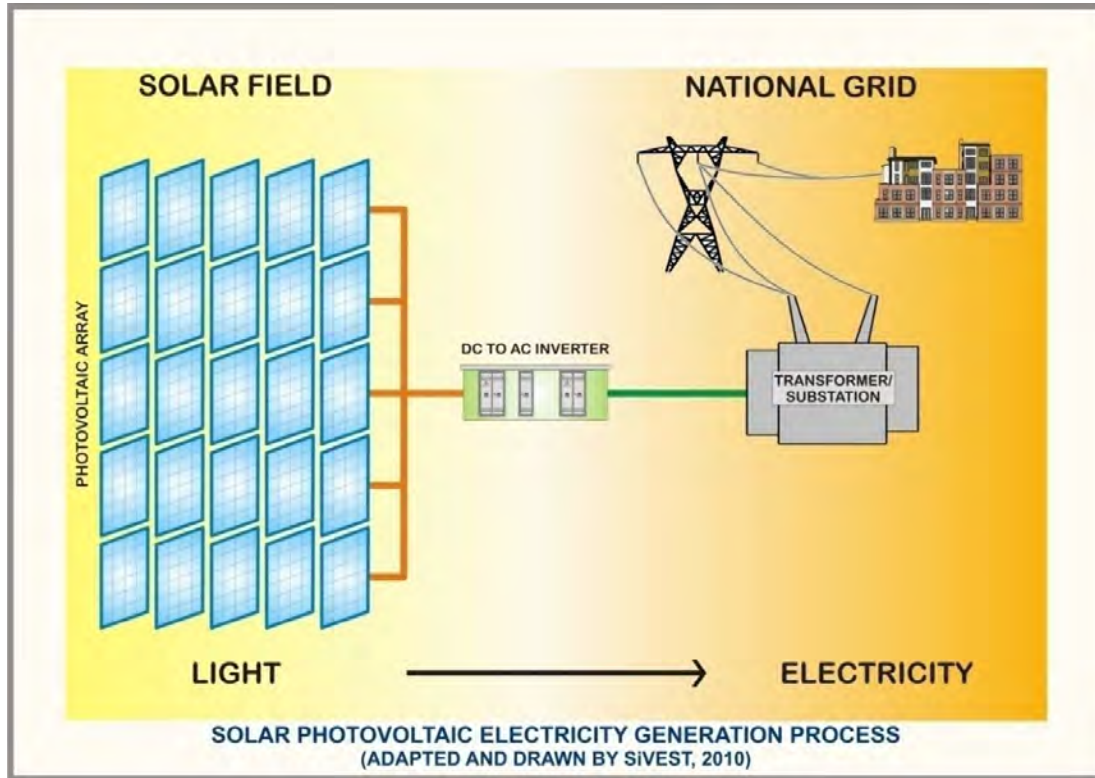 SOLAR FIELD
NATIONAL GRID
PHOTOVOLTAIC ARRAY
DC TO AC INVERTER
TRANSFORMER/
SUBSTATION
LIGHT
ELECTRICITY
SOLAR PHOTOVOLTAIC ELECTRICITY GENERATION PROCESS
(ADAPTED AND DRAWN BY SiVEST, 2010)